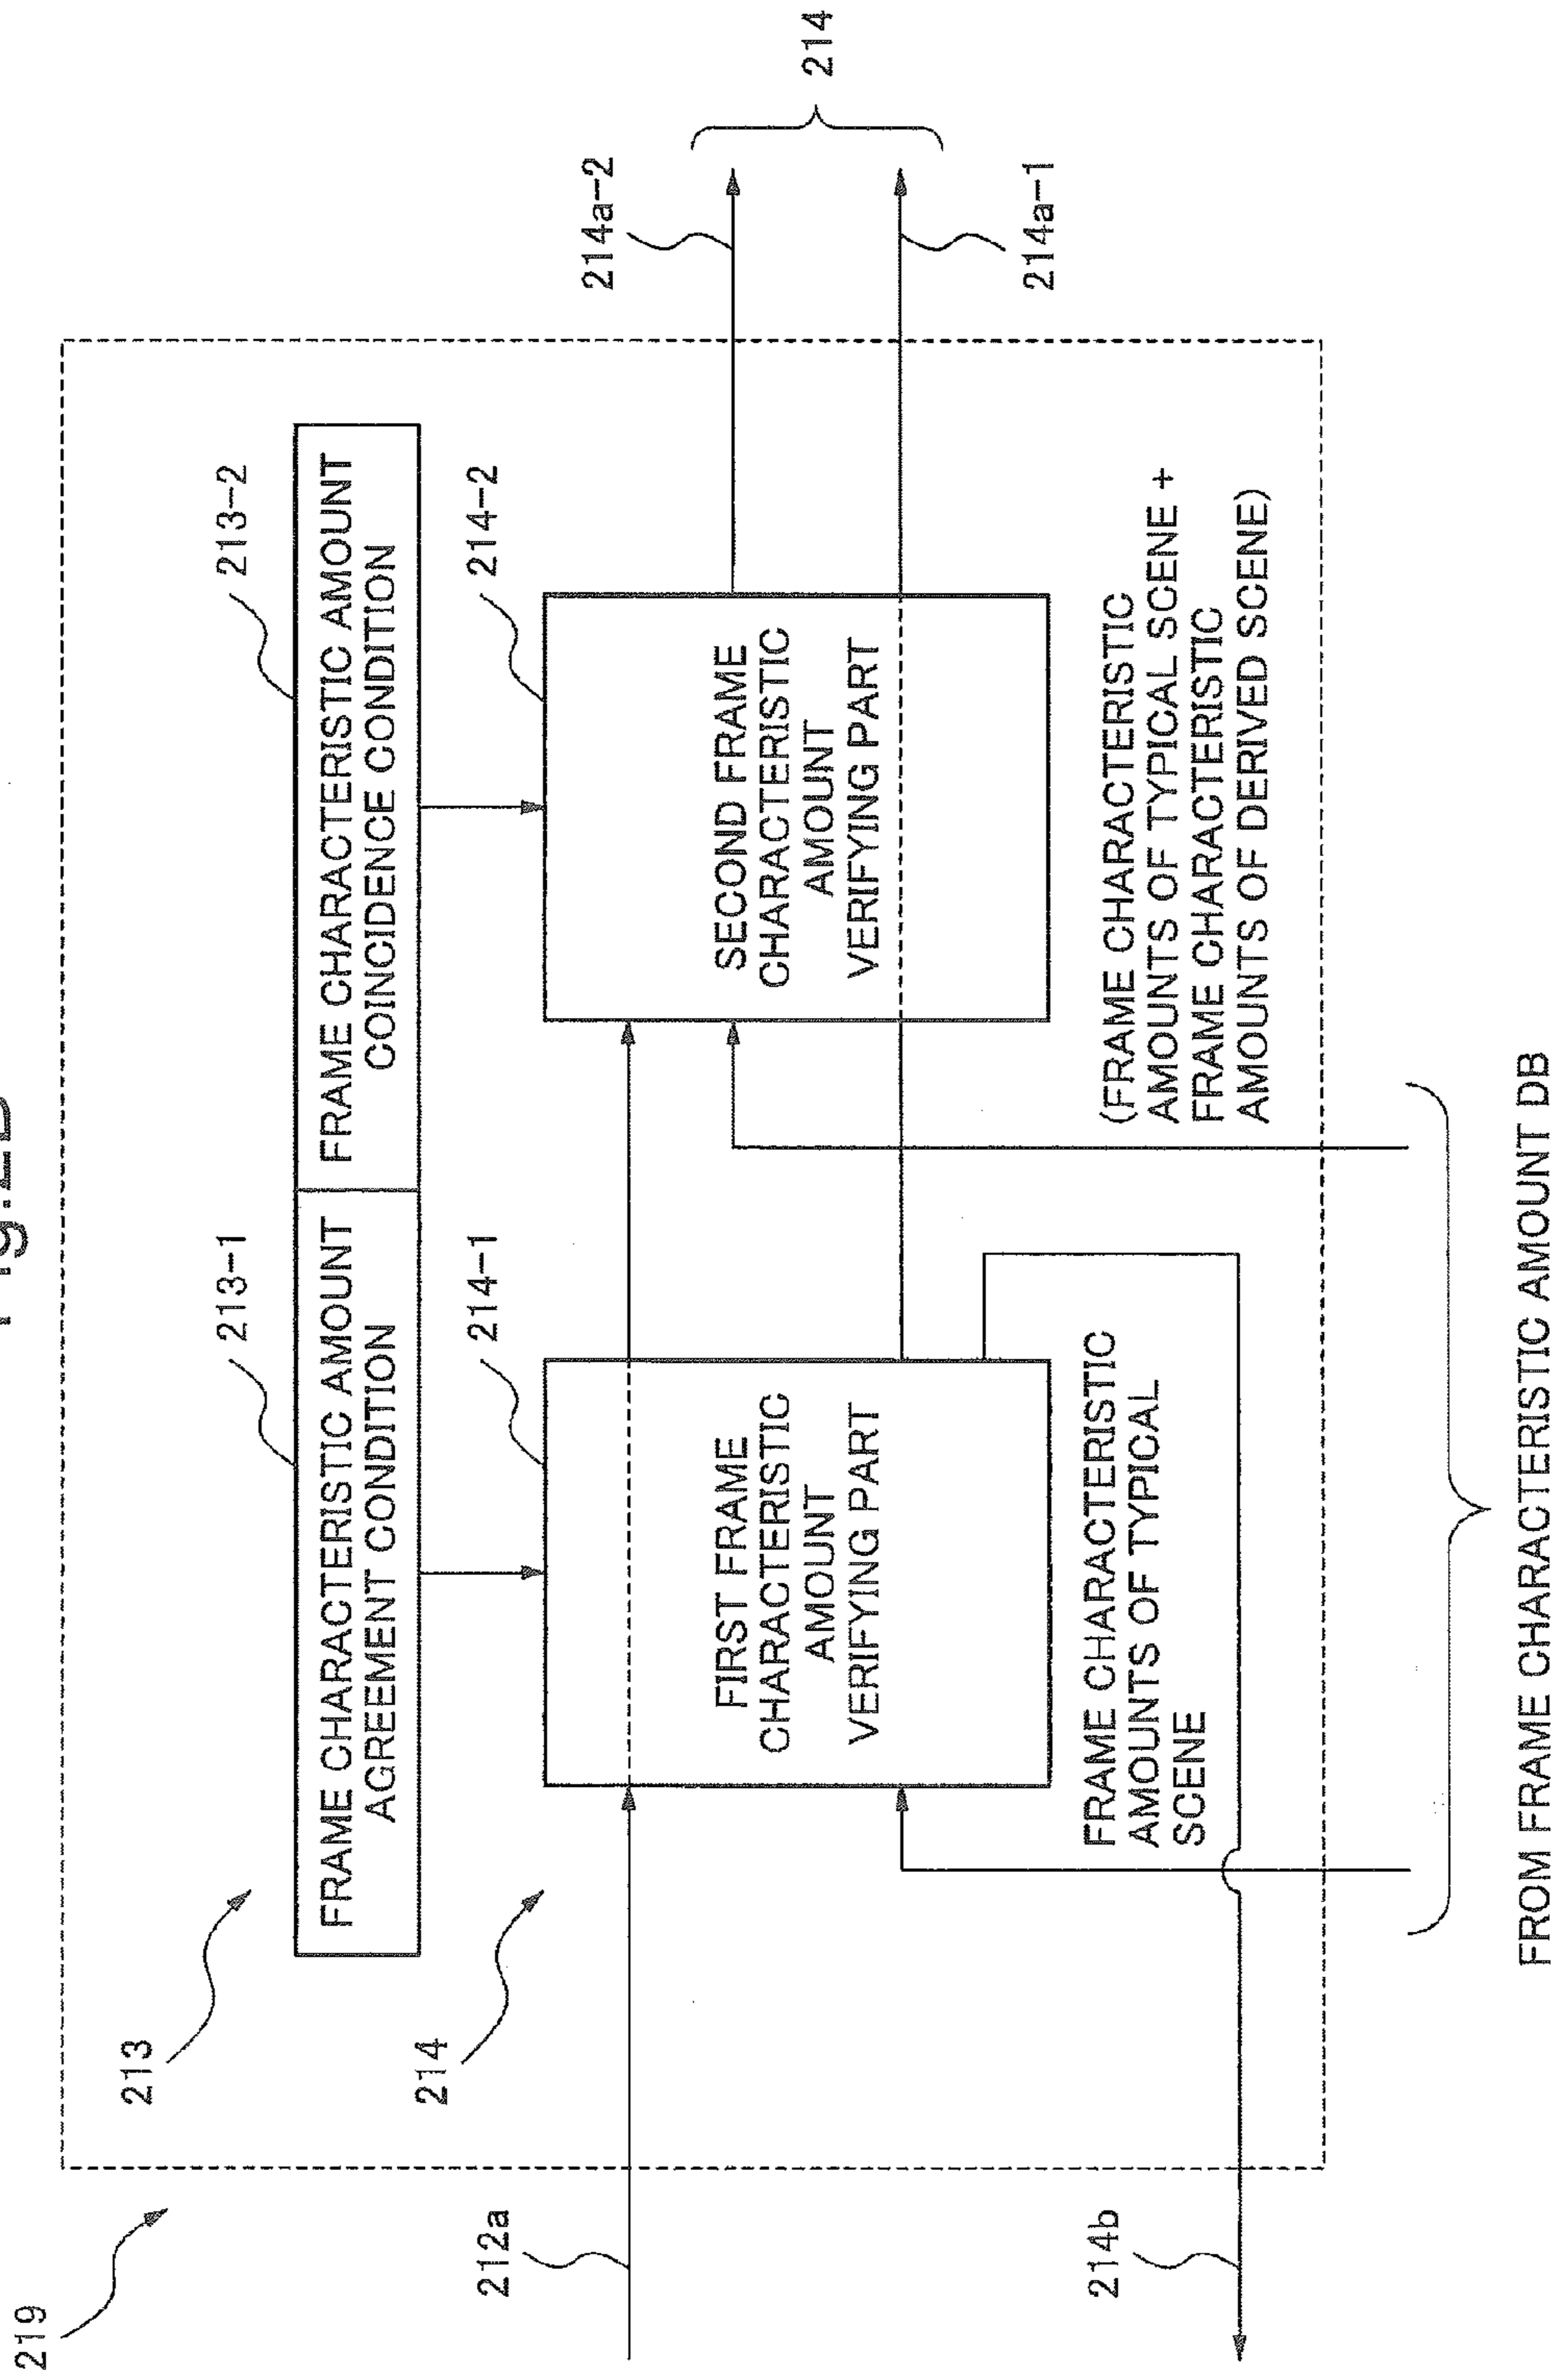 Fig.2B
219
213
213-1
213-2
FRAME CHARACTERISTIC AMOUNT
AGREEMENT CONDITION
FRAME CHARACTERISTIC AMOUNT
COINCIDENCE CONDITION
214
214-1
214-2
212a
FIRST FRAME
CHARACTERISTIC
AMOUNT
VERIFYING PART
SECOND FRAME
CHARACTERISTIC
AMOUNT
VERIFYING PART
214a-2
214a-1
214
FRAME CHARACTERISTIC
AMOUNTS OF TYPICAL
SCENE
(FRAME CHARACTERISTIC
AMOUNTS OF TYPICAL SCENE +
FRAME CHARACTERISTIC
AMOUNTS OF DERIVED SCENE)
214b
FROM FRAME CHARACTERISTIC AMOUNT DB